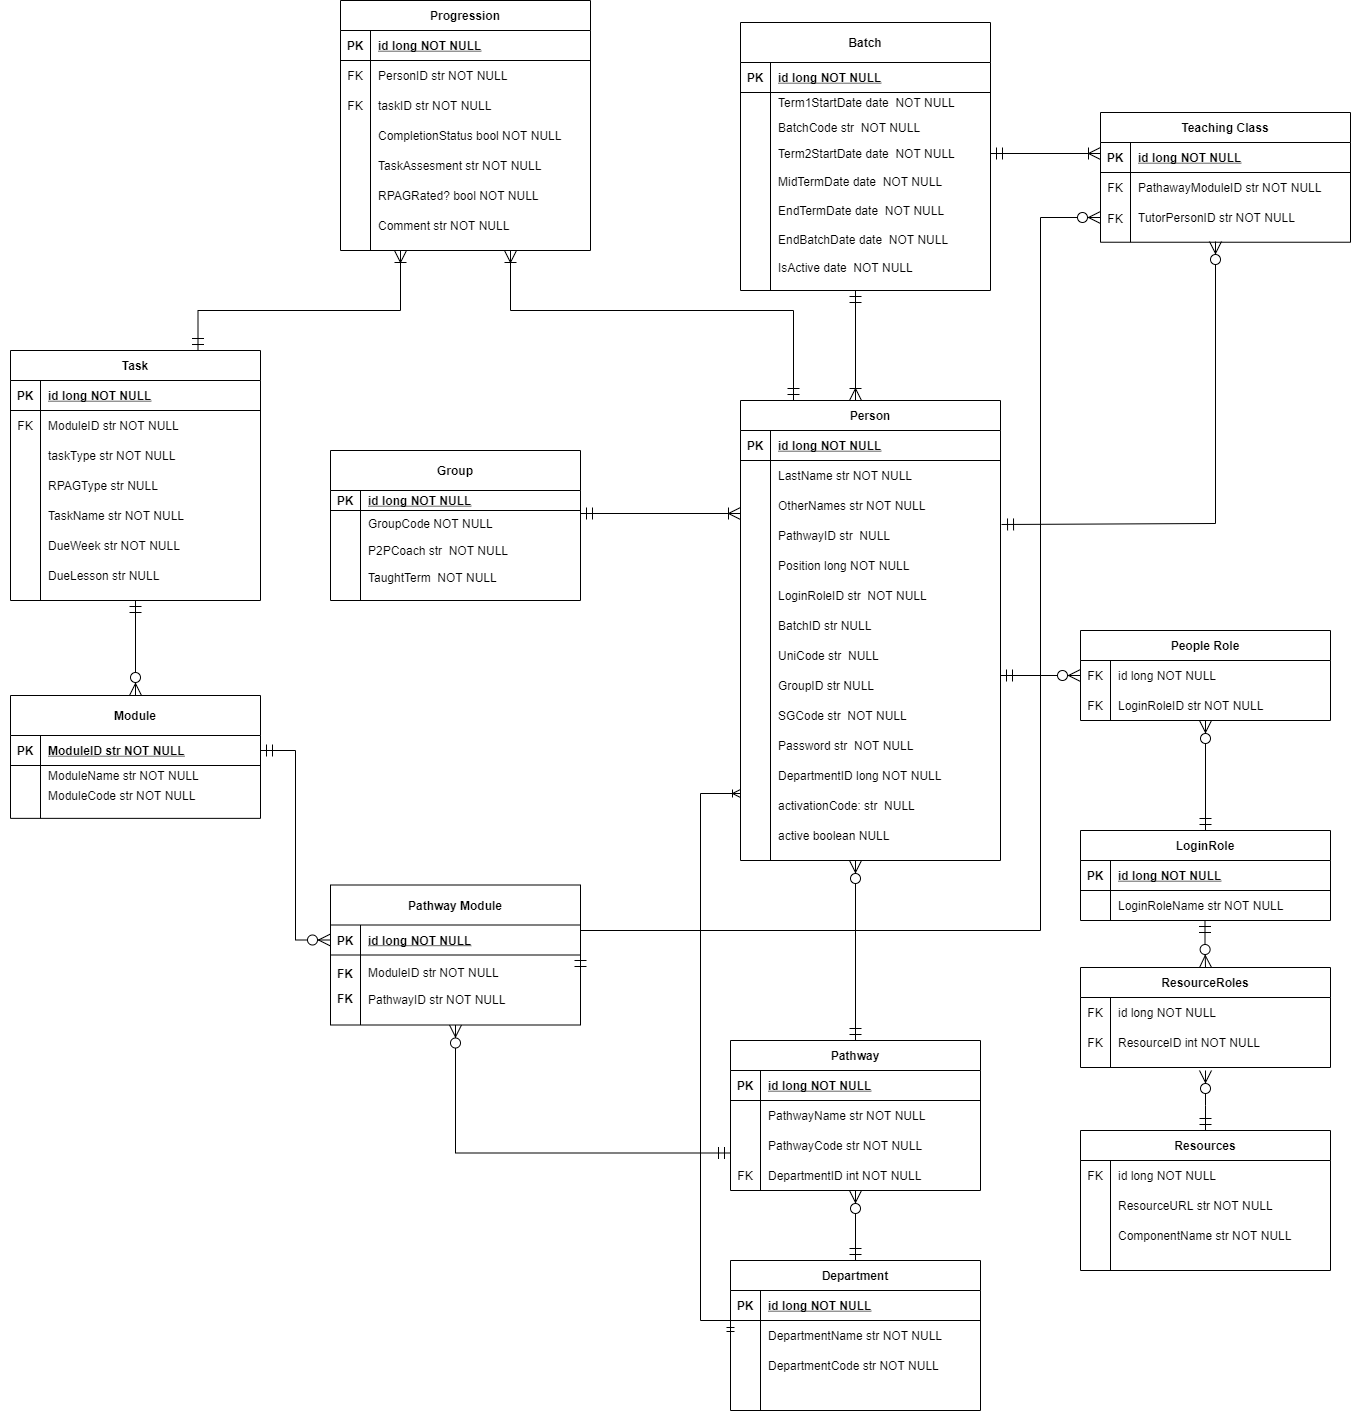 Progression
PK id long NOT NULL
FK PersonID str NOT NULL
FK taskID str NOT NULL
CompletionStatus bool NOT NULL
TaskAssesment str NOT NULL
RPAGRated? bool NOT NULL
Comment str NOT NULL
Batch
PK id long NOT NULL
Term1StartDate date  NOT NULL
BatchCode str  NOT NULL
Term2StartDate date  NOT NULL
MidTermDate date  NOT NULL
EndTermDate date  NOT NULL
EndBatchDate date  NOT NULL
IsActive date  NOT NULL
Teaching Class
PK id long NOT NULL
FK PathawayModuleID str NOT NULL
FK TutorPersonID str NOT NULL
Task
PK id long NOT NULL
FK ModuleID str NOT NULL
taskType str NOT NULL
RPAGType str NULL
TaskName str NOT NULL
DueWeek str NOT NULL
DueLesson str NULL
Group
PK id long NOT NULL
GroupCode NOT NULL
P2PCoach str  NOT NULL
TaughtTerm  NOT NULL
Person
PK id long NOT NULL
LastName str NOT NULL
OtherNames str NOT NULL
PathwayID str  NULL
Position long NOT NULL
LoginRoleID str  NOT NULL
BatchID str NULL
UniCode str  NULL
GroupID str NULL
SGCode str  NOT NULL
Password str  NOT NULL
DepartmentID long NOT NULL
activationCode: str  NULL
active boolean NULL
People Role
FK id long NOT NULL
FK LoginRoleID str NOT NULL
Module
PK ModuleID str NOT NULL
ModuleName str NOT NULL
ModuleCode str NOT NULL
LoginRole
PK id long NOT NULL
LoginRoleName str NOT NULL
Pathway Module
PK id long NOT NULL
FK ModuleID str NOT NULL
FK PathwayID str NOT NULL
ResourceRoles
FK id long NOT NULL
FK ResourceID int NOT NULL
Pathway
PK id long NOT NULL
PathwayName str NOT NULL
PathwayCode str NOT NULL
FK DepartmentID int NOT NULL
Resources
FK id long NOT NULL
ResourceURL str NOT NULL
ComponentName str NOT NULL
Department
PK id long NOT NULL
DepartmentName str NOT NULL
DepartmentCode str NOT NULL